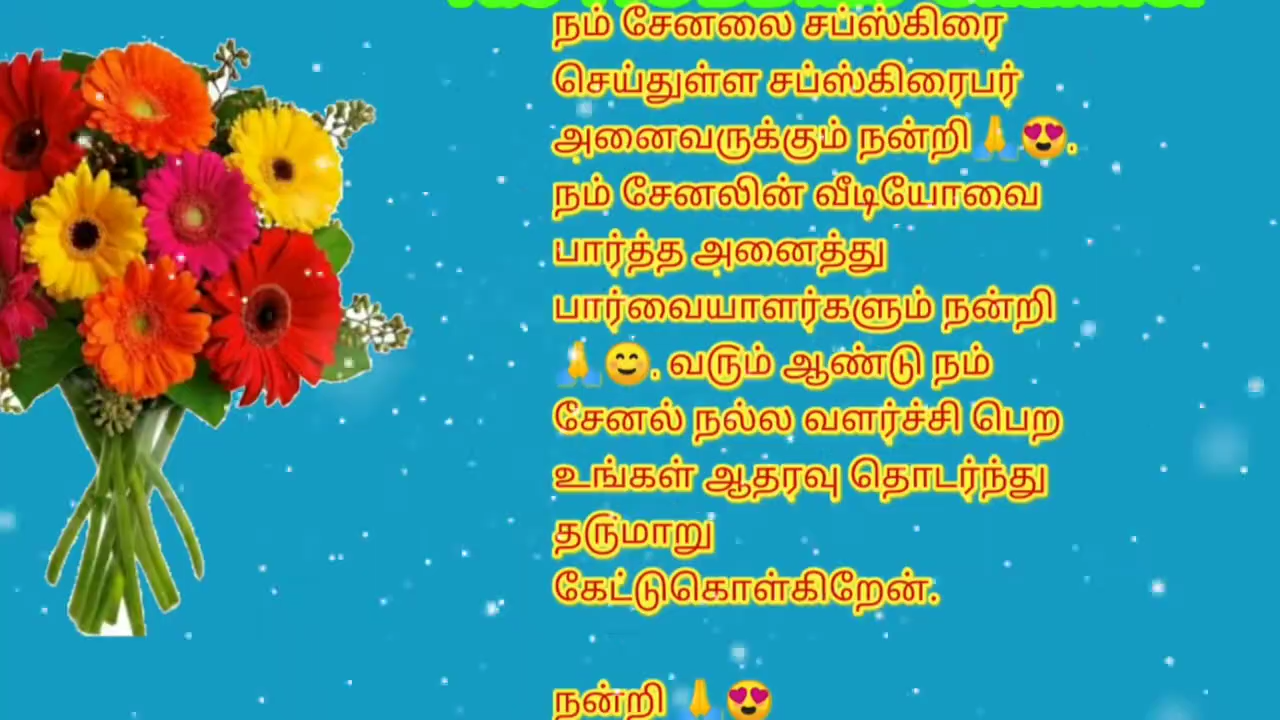 நம் சேனலை சப்ஸ்கிரை
செய்துள்ள சப்ஸ்கிரைபர்
அனைவருக்கும் நன்றி🙏😍.
நம் சேனலின் வீடியோவை
பார்த்த அனைத்து
பார்வையாளர்களும் நன்றி
🙏😊. வரும் ஆண்டு நம்
சேனல் நல்ல வளர்ச்சி பெற
உங்கள் ஆதரவு தொடர்ந்து
தருமாறு
கேட்டுகொள்கிறேன்.
நன்றி 🙏😍